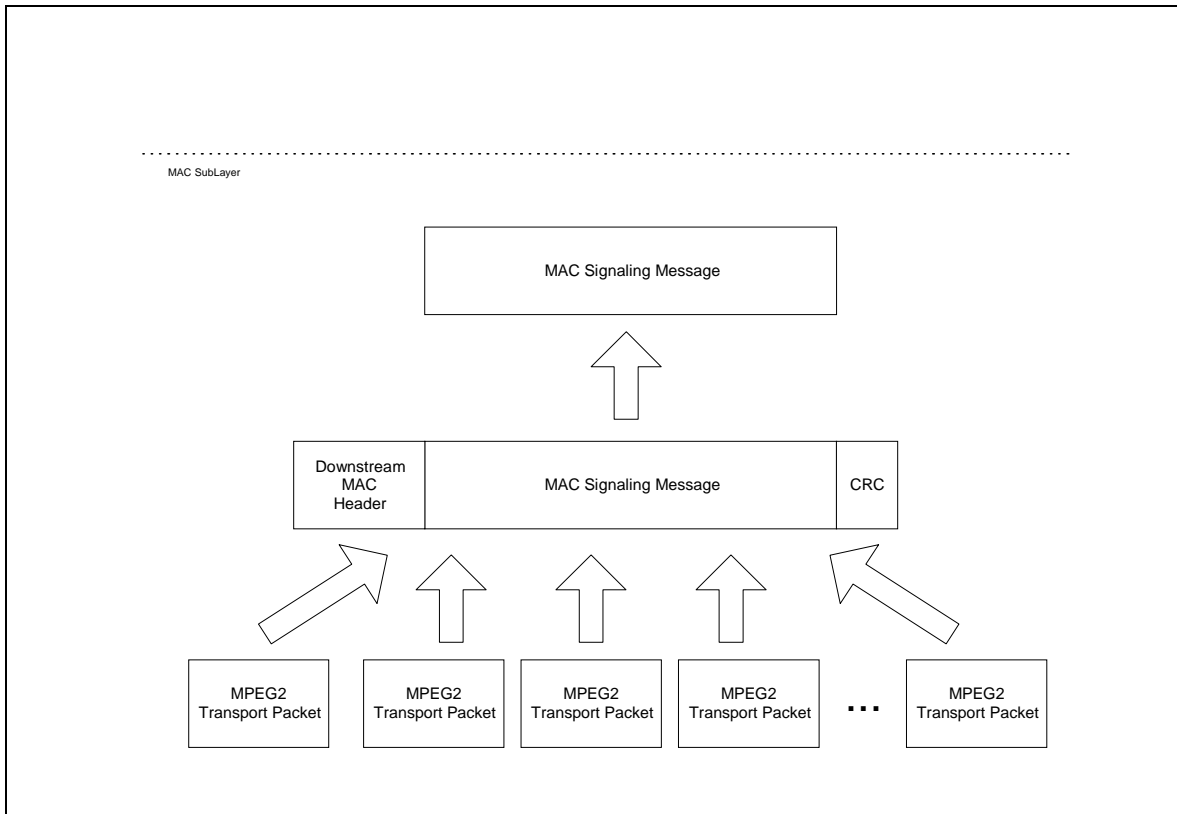 MAC SubLayer
MAC Signaling Message
Downstream
MAC
Header
MAC Signaling Message
CRC
MPEG2
Transport Packet
MPEG2
Transport Packet
MPEG2
Transport Packet
MPEG2
Transport Packet
...
MPEG2
Transport Packet